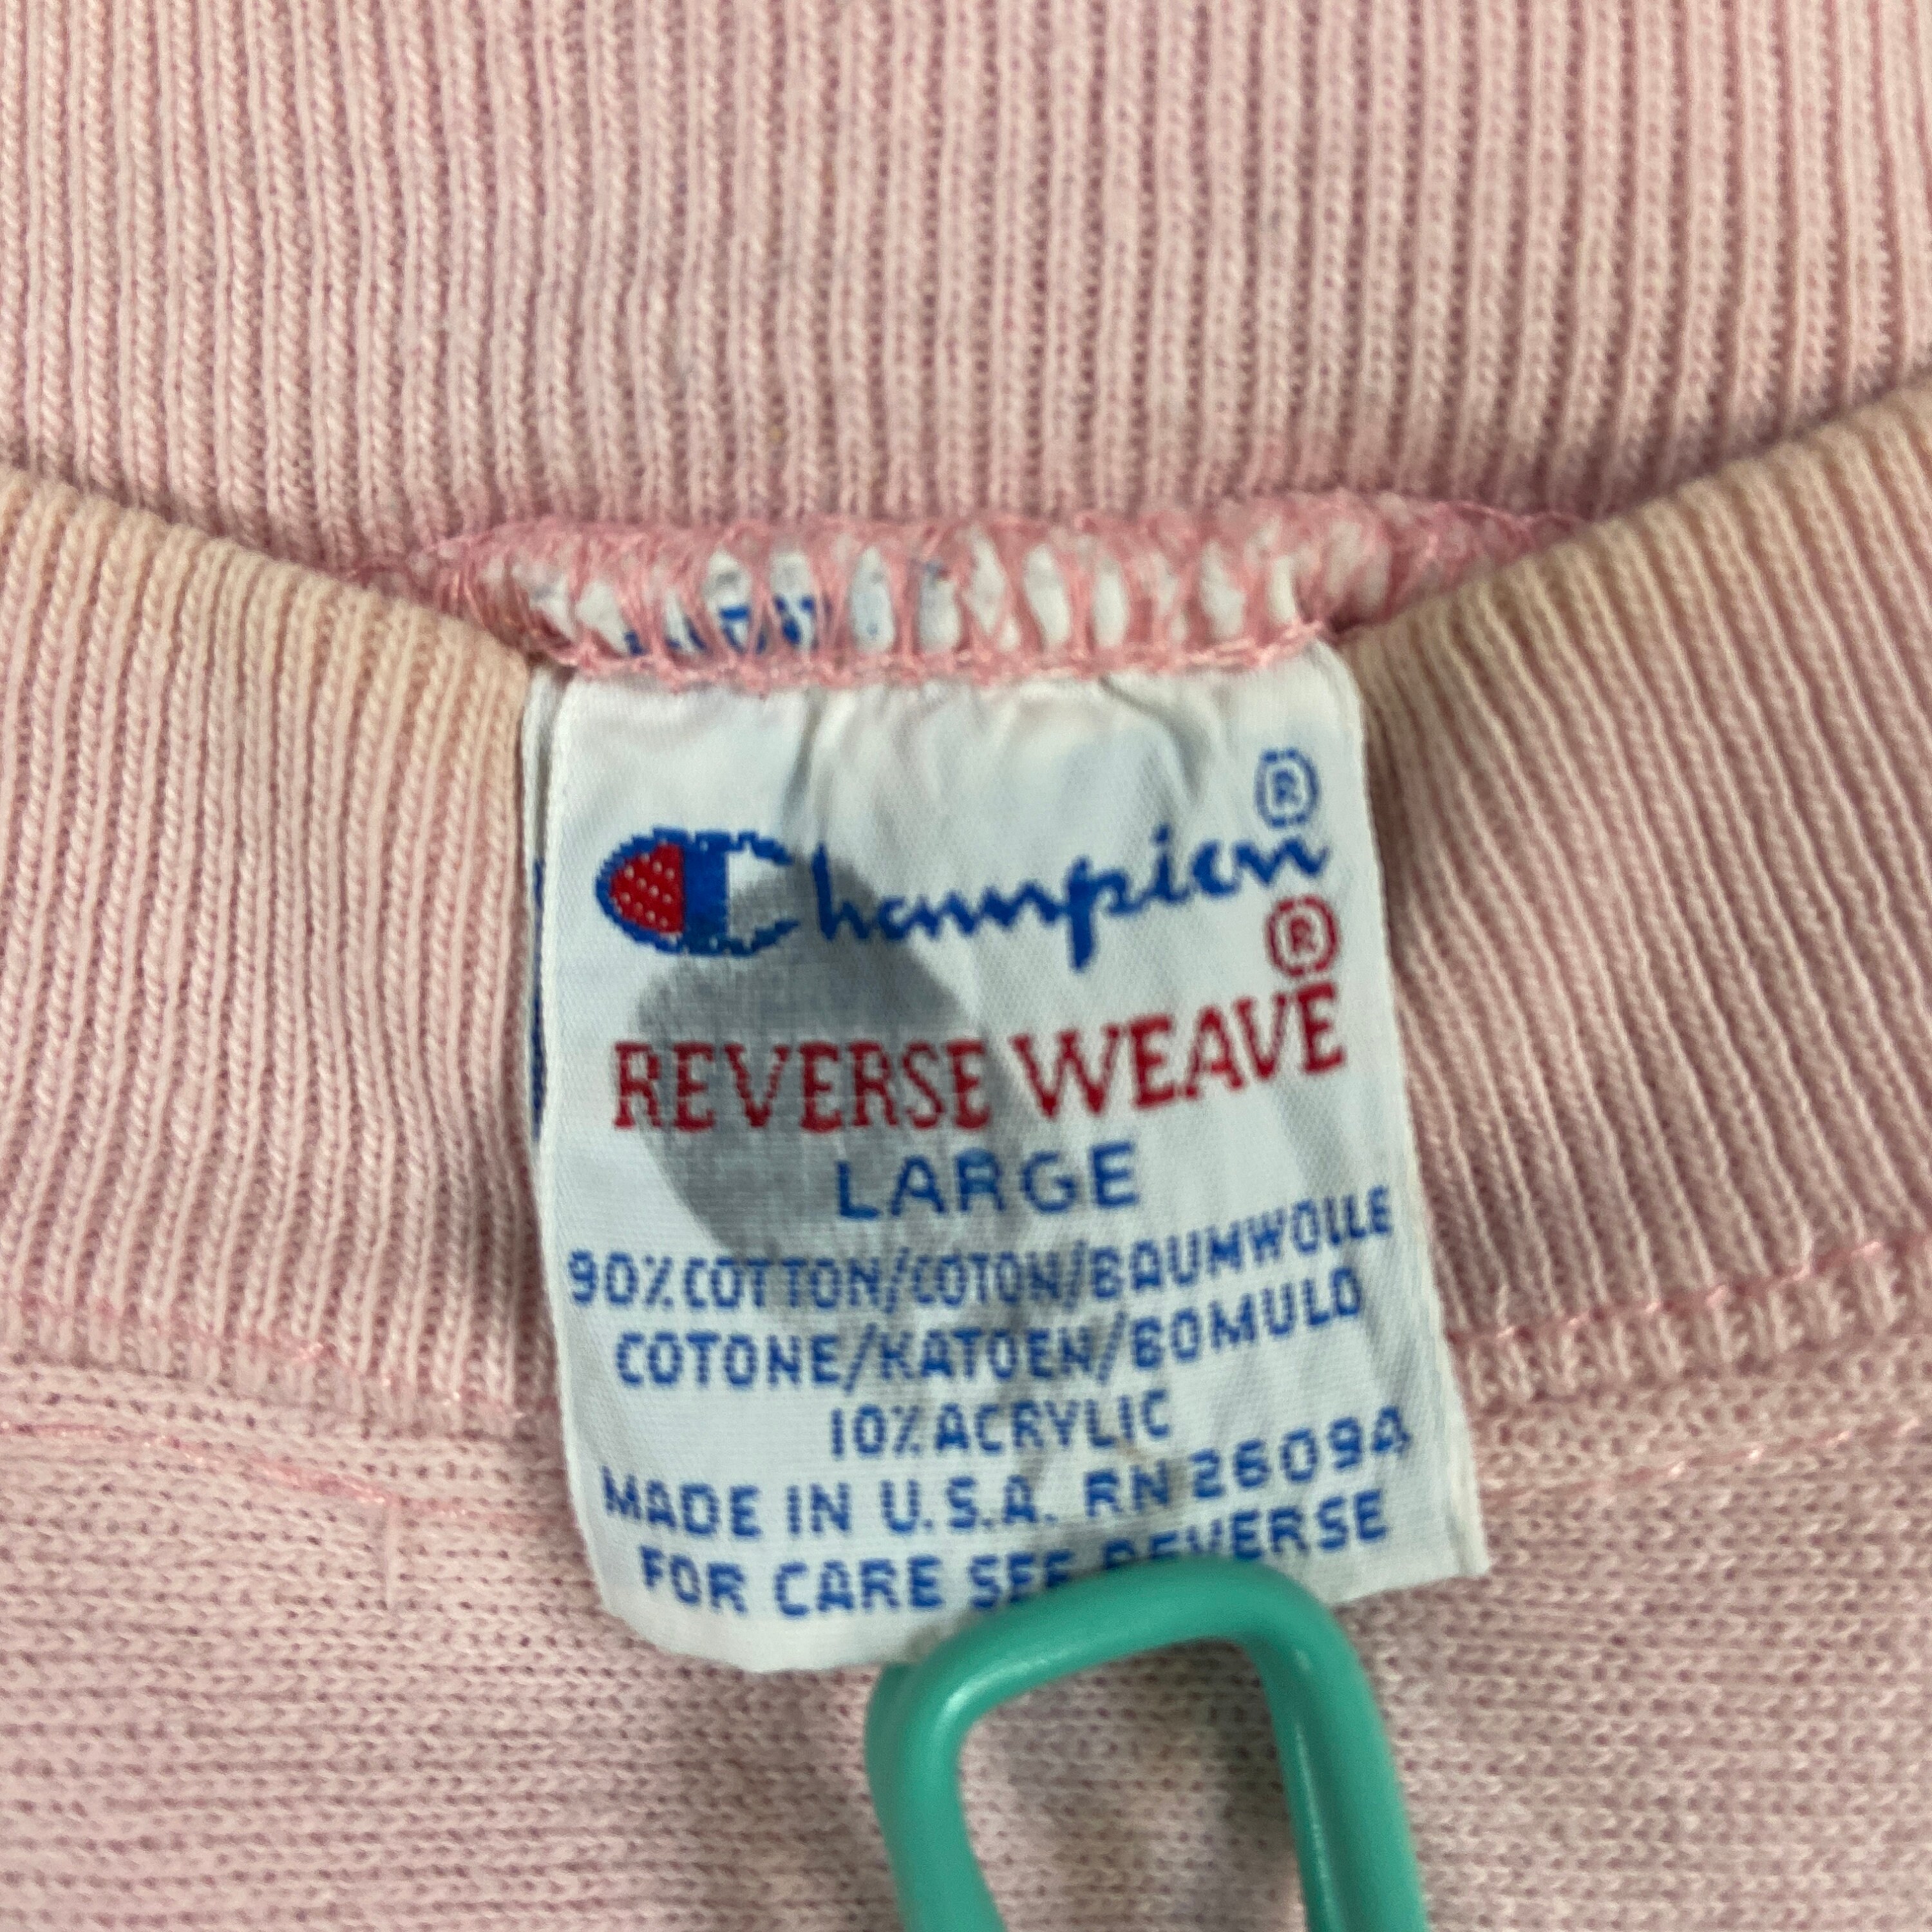 Champion®
REVERSE WEAVE®
LARGE
90% COTTON/COTON/BAUMWOLLE
COTONE/KATOEN/BOMULD
10% ACRYLIC
MADE IN U.S.A. RN 26094
FOR CARE SEE REVERSE